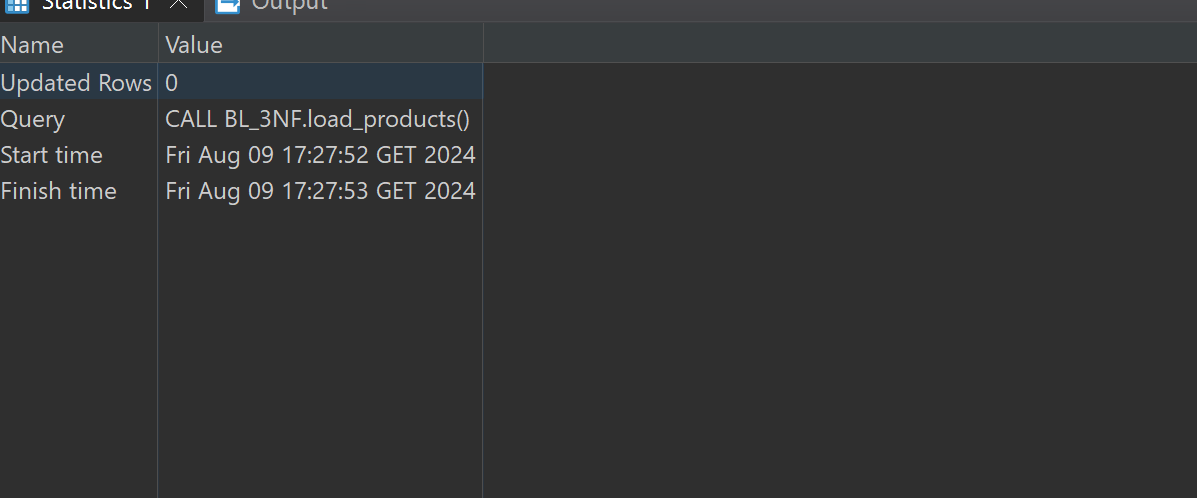 Statistics 1 Output
Name Value
Updated Rows 0
Query CALL BL_3NF.load_products()
Start time Fri Aug 09 17:27:52 GET 2024
Finish time Fri Aug 09 17:27:53 GET 2024